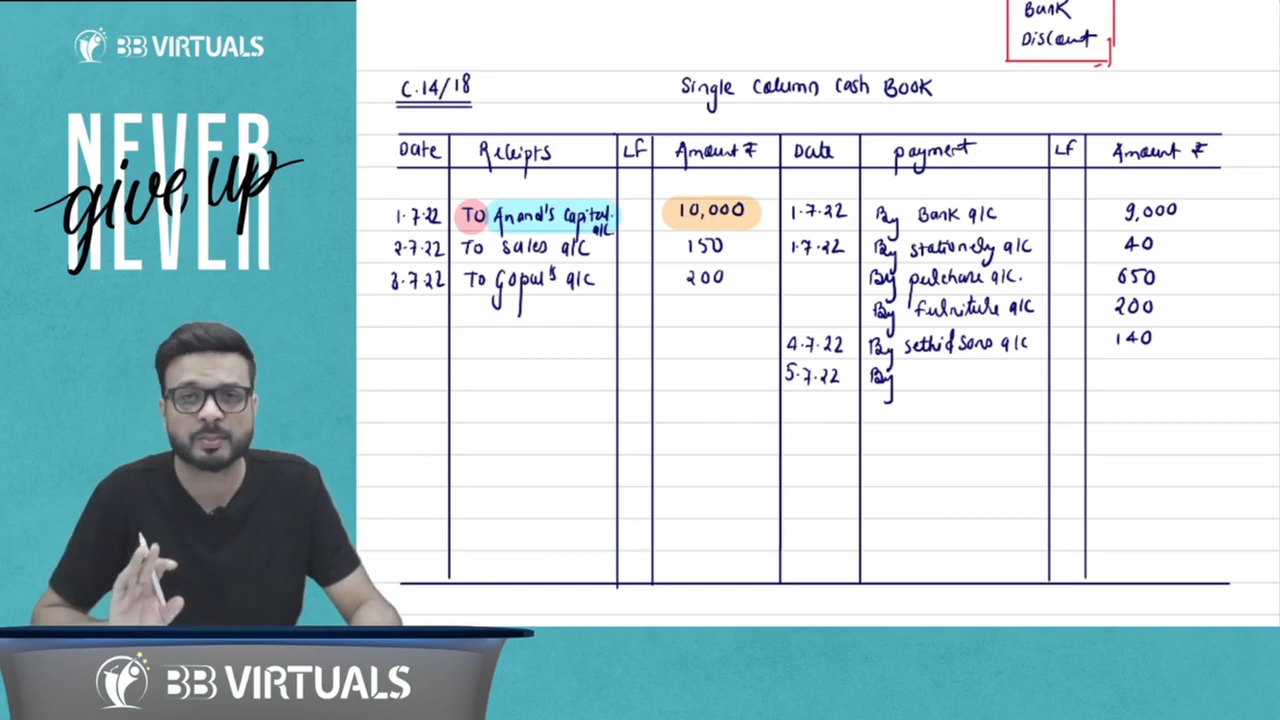 BB VIRTUALS
NEVER
give up
NEVER
Bank
Discount
C.14/18
Single Column Cash Book
Date Receipts LF Amount ₹ Date payment LF Amount ₹
1.7.22 TO Anand's Capital a/c 10,000 1.7.22 By Bank a/c 9,000
2.7.22 TO Sales a/c 150 1.7.22 By stationery a/c 40
3.7.22 TO Gopal's a/c 200 By purchase a/c. 650
By furniture a/c 200
4.7.22 By sethi & Sons a/c 140
5.7.22 By
BB VIRTUALS